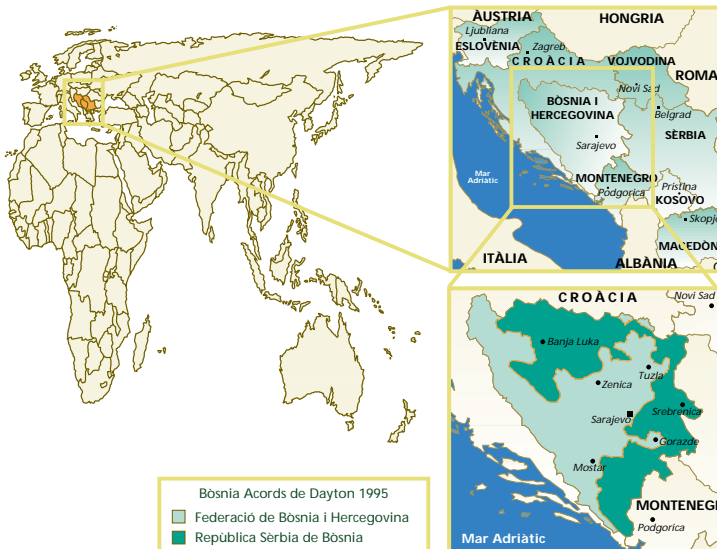 ÀUSTRIA
HONGRIA
Ljubliana
ESLOVÈNIA
Zagreb
CROÀCIA
VOJVODINA
ROMA
Novi Sad
BÒSNIA I
HERCEGOVINA
Belgrad
SÈRBIA
Sarajevo
Mar
Adriàtic
MONTENEGRO
Podgorica
Pristina
KOSOVO
Skopje
MACEDÒN
ITÀLIA
ALBÀNIA
CROÀCIA
Novi Sad
Banja Luka
Tuzla
Zenica
Srebrenica
Sarajevo
Gorazde
Mostar
MONTENEG
Podgorica
Mar Adriàtic
Bòsnia Acords de Dayton 1995
Federació de Bòsnia i Hercegovina
República Sèrbia de Bòsnia